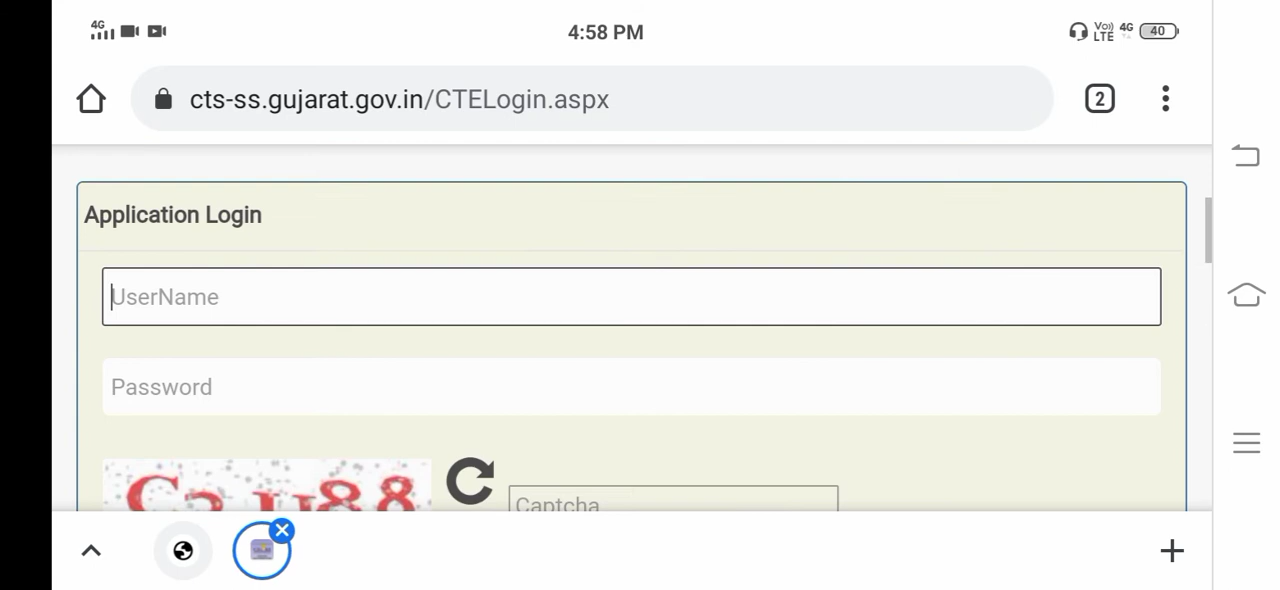 4G 4:58 PM Vo)) LTE 4G 40
cts-ss.gujarat.gov.in/CTELogin.aspx 2
Application Login
UserName
Password
Captcha